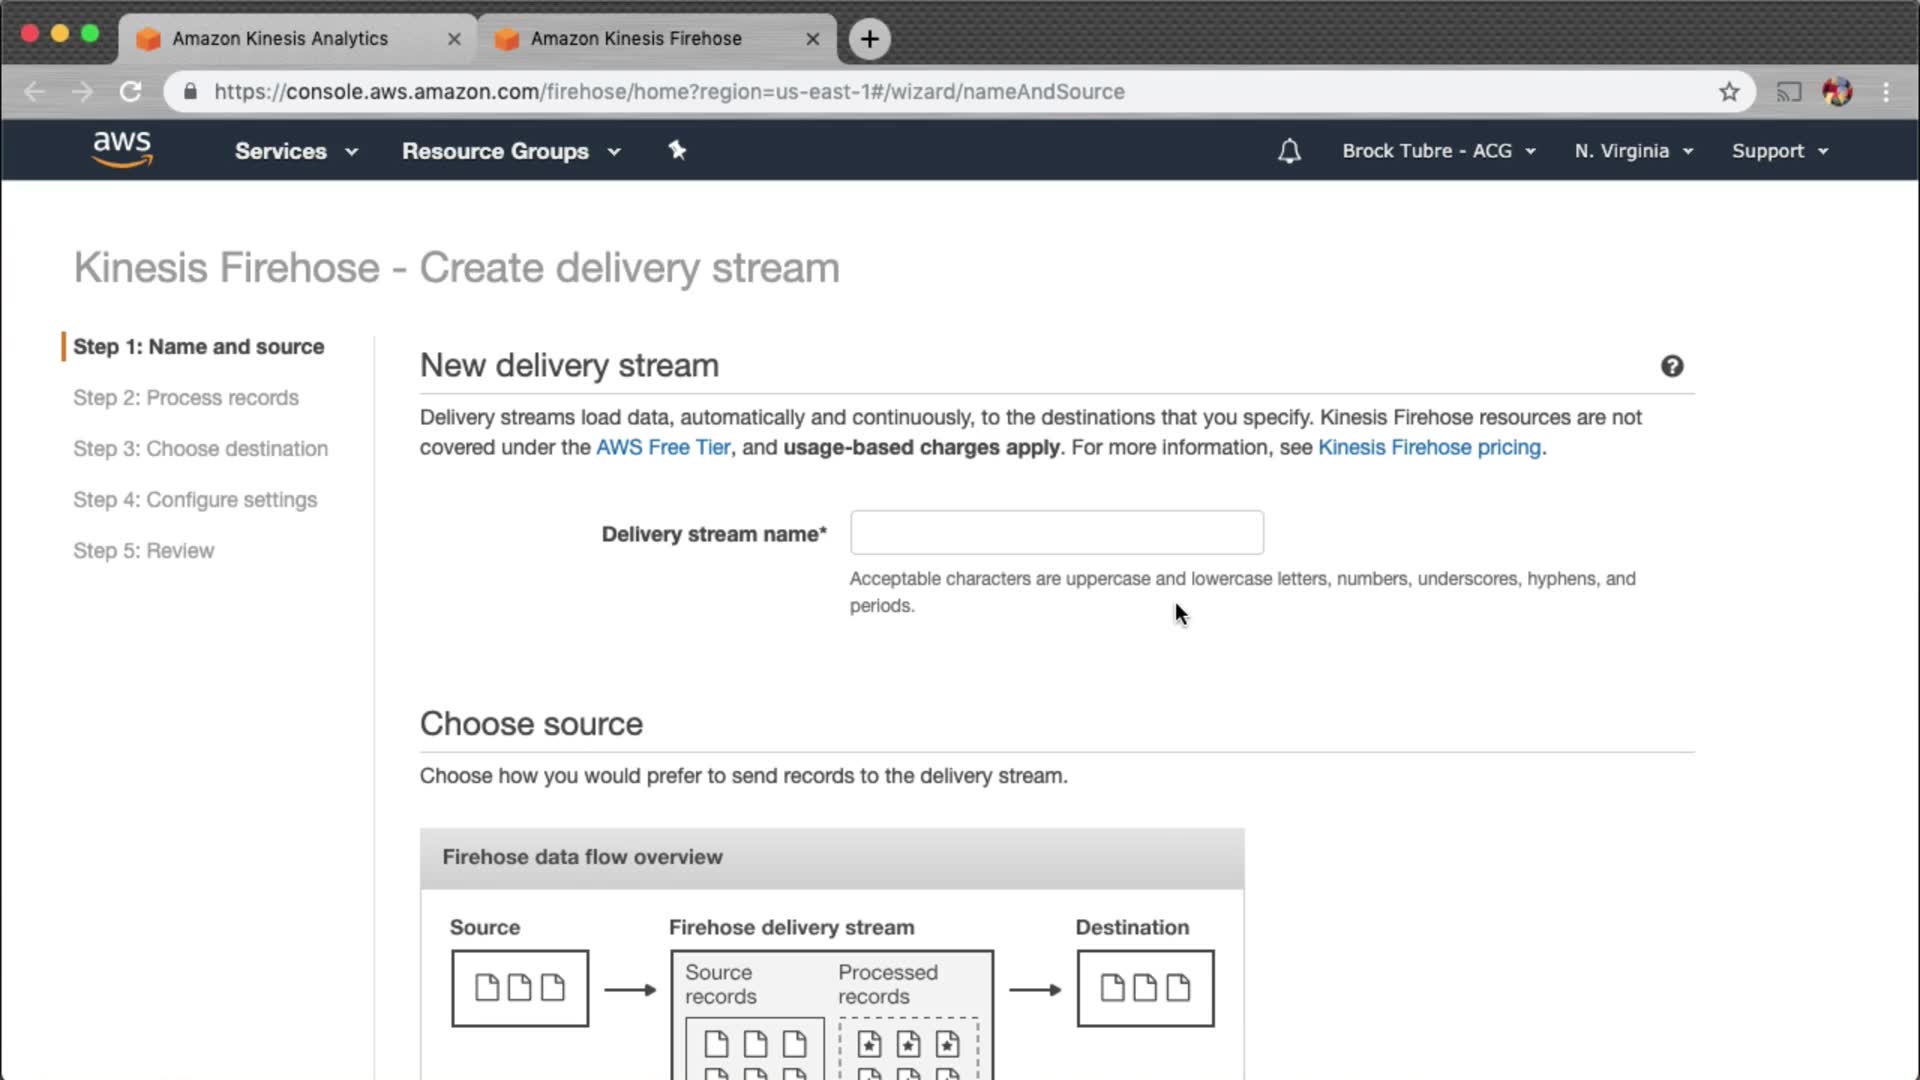 Amazon Kinesis Analytics
Amazon Kinesis Firehose
https://console.aws.amazon.com/firehose/home?region=us-east-1#/wizard/nameAndSource
aws
Services
Resource Groups
Brock Tubre - ACG
N. Virginia
Support
Kinesis Firehose - Create delivery stream
Step 1: Name and source
Step 2: Process records
Step 3: Choose destination
Step 4: Configure settings
Step 5: Review
New delivery stream
Delivery streams load data, automatically and continuously, to the destinations that you specify. Kinesis Firehose resources are not
covered under the AWS Free Tier, and usage-based charges apply. For more information, see Kinesis Firehose pricing.
Delivery stream name*
Acceptable characters are uppercase and lowercase letters, numbers, underscores, hyphens, and
periods.
Choose source
Choose how you would prefer to send records to the delivery stream.
Firehose data flow overview
Source
Firehose delivery stream
Destination
Source
records
Processed
records